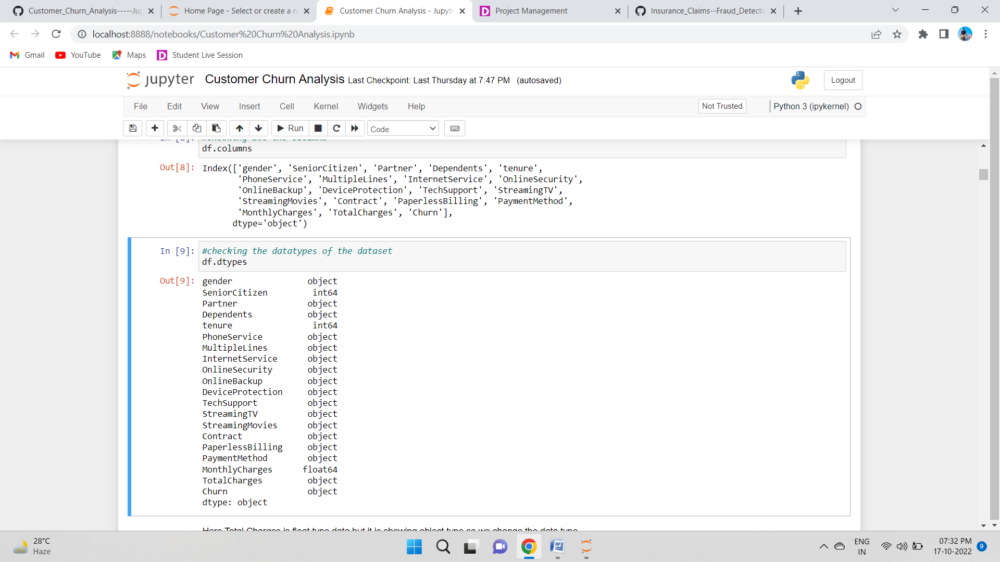 Customer_Churn_Analysis-----Ju
Home Page - Select or create a n
Customer Churn Analysis - Jupyte
Project Management
Insurance_Claims--Fraud_Detecti
localhost:8888/notebooks/Customer%20Churn%20Analysis.ipynb
Gmail YouTube Maps Student Live Session
jupyter Customer Churn Analysis Last Checkpoint: Last Thursday at 7:47 PM (autosaved) Logout
File Edit View Insert Cell Kernel Widgets Help Not Trusted Python 3 (ipykernel)
Run Code
In [8]: #checking all the columns
df.columns
Out[8]: Index(['gender', 'SeniorCitizen', 'Partner', 'Dependents', 'tenure',
'PhoneService', 'MultipleLines', 'InternetService', 'OnlineSecurity',
'OnlineBackup', 'DeviceProtection', 'TechSupport', 'StreamingTV',
'StreamingMovies', 'Contract', 'PaperlessBilling', 'PaymentMethod',
'MonthlyCharges', 'TotalCharges', 'Churn'],
dtype='object')
In [9]: #checking the datatypes of the dataset
df.dtypes
Out[9]: gender object
SeniorCitizen int64
Partner object
Dependents object
tenure int64
PhoneService object
MultipleLines object
InternetService object
OnlineSecurity object
OnlineBackup object
DeviceProtection object
TechSupport object
StreamingTV object
StreamingMovies object
Contract object
PaperlessBilling object
PaymentMethod object
MonthlyCharges float64
TotalCharges object
Churn object
dtype: object
Here Total Charges is float type data but it is showing object type so we change the data type
28°C
Haze
ENG
IN
07:32 PM
17-10-2022
9